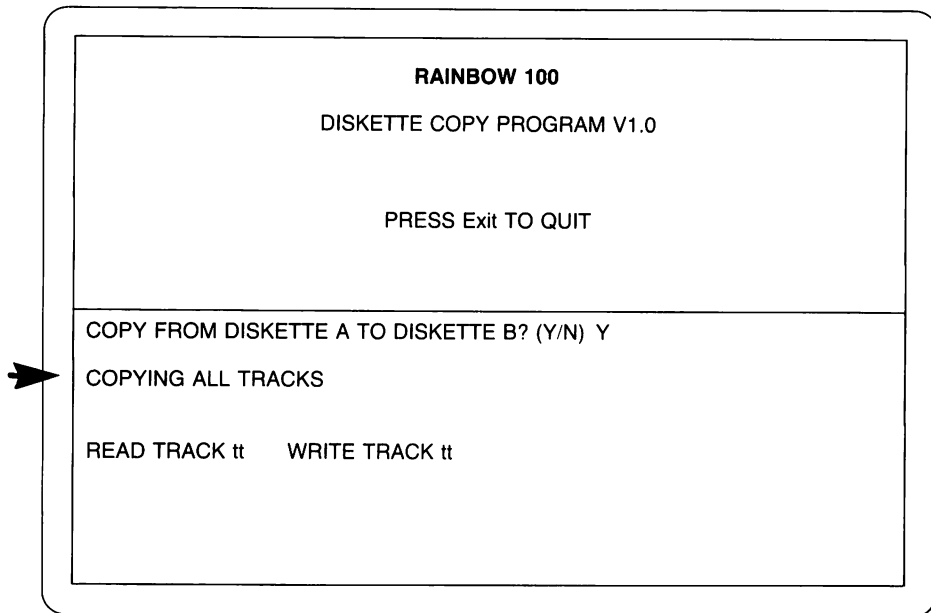 RAINBOW 100
DISKETTE COPY PROGRAM V1.0
PRESS Exit TO QUIT
COPY FROM DISKETTE A TO DISKETTE B? (Y/N) Y
COPYING ALL TRACKS
READ TRACK tt WRITE TRACK tt